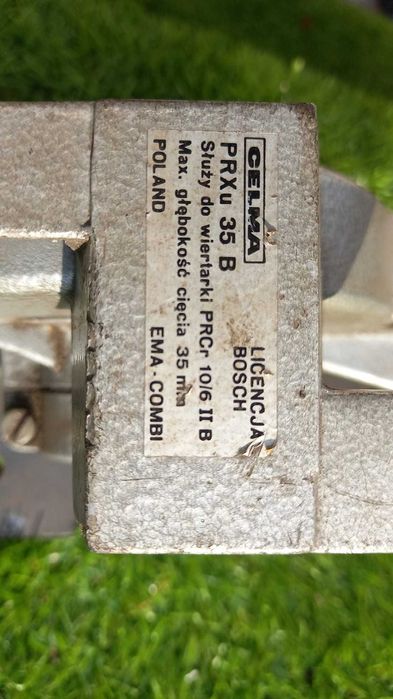 CELMA
LICENCJA
BOSCH
PRXu 35 B
Służy do wiertarki PRCr 10/6 II B
Max. głębokość cięcia 35 mm
POLAND
EMA-COMBI